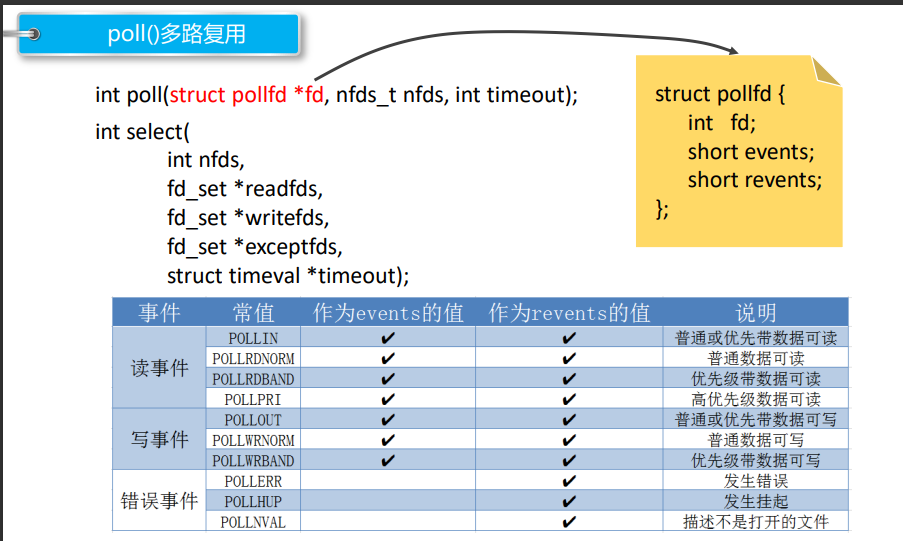 poll()多路复用
int poll(struct pollfd *fd, nfds_t nfds, int timeout);
int select(
int nfds,
fd_set *readfds,
fd_set *writefds,
fd_set *exceptfds,
struct timeval *timeout);
struct pollfd {
int fd;
short events;
short revents;
};
事件 常值 作为events的值 作为revents的值 说明
读事件
POLLIN ✔ ✔ 普通或优先带数据可读
POLLRDNORM ✔ ✔ 普通数据可读
POLLRDBAND ✔ ✔ 优先级带数据可读
POLLPRI ✔ ✔ 高优先级数据可读
写事件
POLLOUT ✔ ✔ 普通或优先带数据可写
POLLWRNORM ✔ ✔ 普通数据可写
POLLWRBAND ✔ ✔ 优先级带数据可写
错误事件
POLLERR ✔ 发生错误
POLLHUP ✔ 发生挂起
POLLNVAL ✔ 描述不是打开的文件